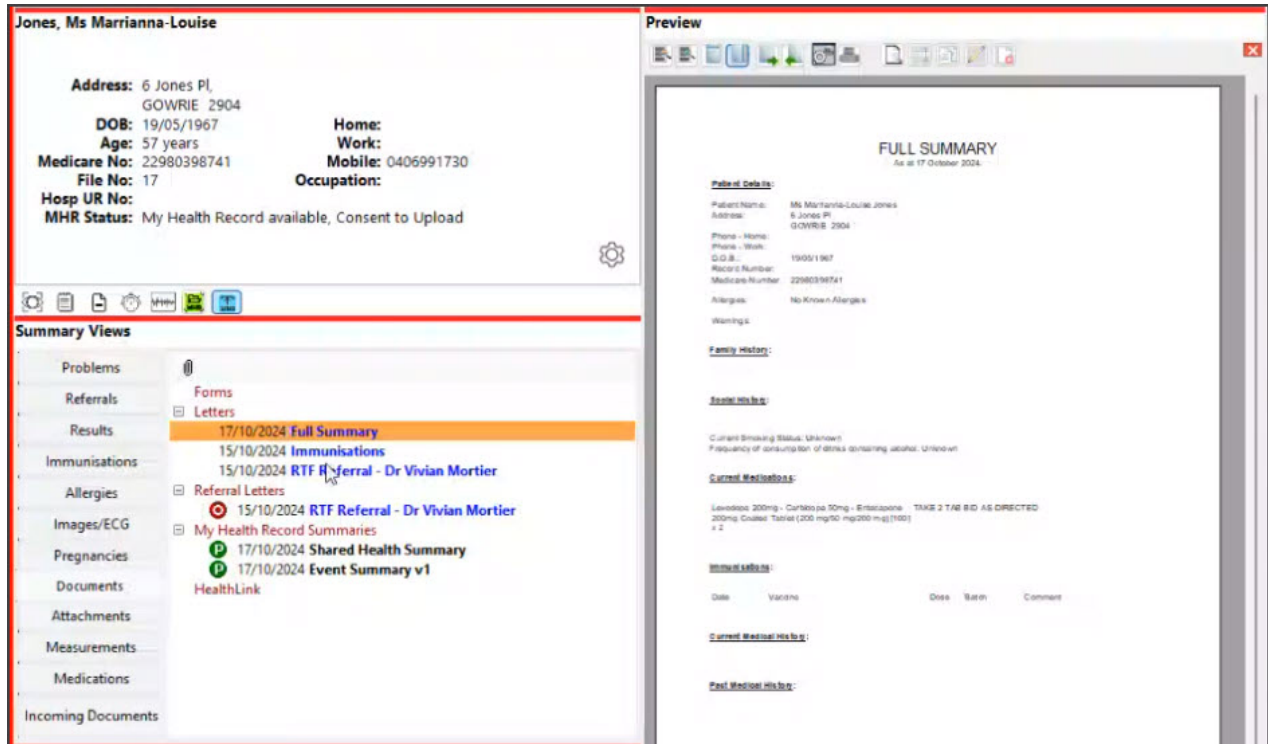 Jones, Ms Marrianna-Louise
Address: 6 Jones Pl,
GOWRIE 2904
DOB: 19/05/1967 Home:
Age: 57 years Work:
Medicare No: 22980398741 Mobile: 0406991730
File No: 17 Occupation:
Hosp UR No:
MHR Status: My Health Record available, Consent to Upload
Summary Views
Problems
Referrals
Results
Immunisations
Allergies
Images/ECG
Pregnancies
Documents
Attachments
Measurements
Medications
Incoming Documents
Forms
Letters
17/10/2024 Full Summary
15/10/2024 Immunisations
15/10/2024 RTF Referral - Dr Vivian Mortier
Referral Letters
15/10/2024 RTF Referral - Dr Vivian Mortier
My Health Record Summaries
P 17/10/2024 Shared Health Summary
P 17/10/2024 Event Summary v1
HealthLink
Preview
FULL SUMMARY
As at 17 October 2024.
Patient Details:
Patient Name: Ms Marrianna-Louise Jones
Address: 6 Jones Pl
GOWRIE 2904
Phone - Home:
Phone - Work:
D.O.B.: 19/05/1967
Record Number:
Medicare Number 22980398741
Allergies: No Known Allergies
Warnings:
Family History:
Social History:
Current Smoking Status: Unknown
Frequency of consumption of drinks containing alcohol: Unknown
Current Medications:
Levodopa 200mg - Carbidopa 50mg - Entacapone TAKE 2 TAB BID AS DIRECTED
200mg Coated Tablet (200 mg/50 mg/200 mg) [100]
x 2
Immunisations:
Date Vaccine Dose Batch Comment
Current Medical History:
Past Medical History: